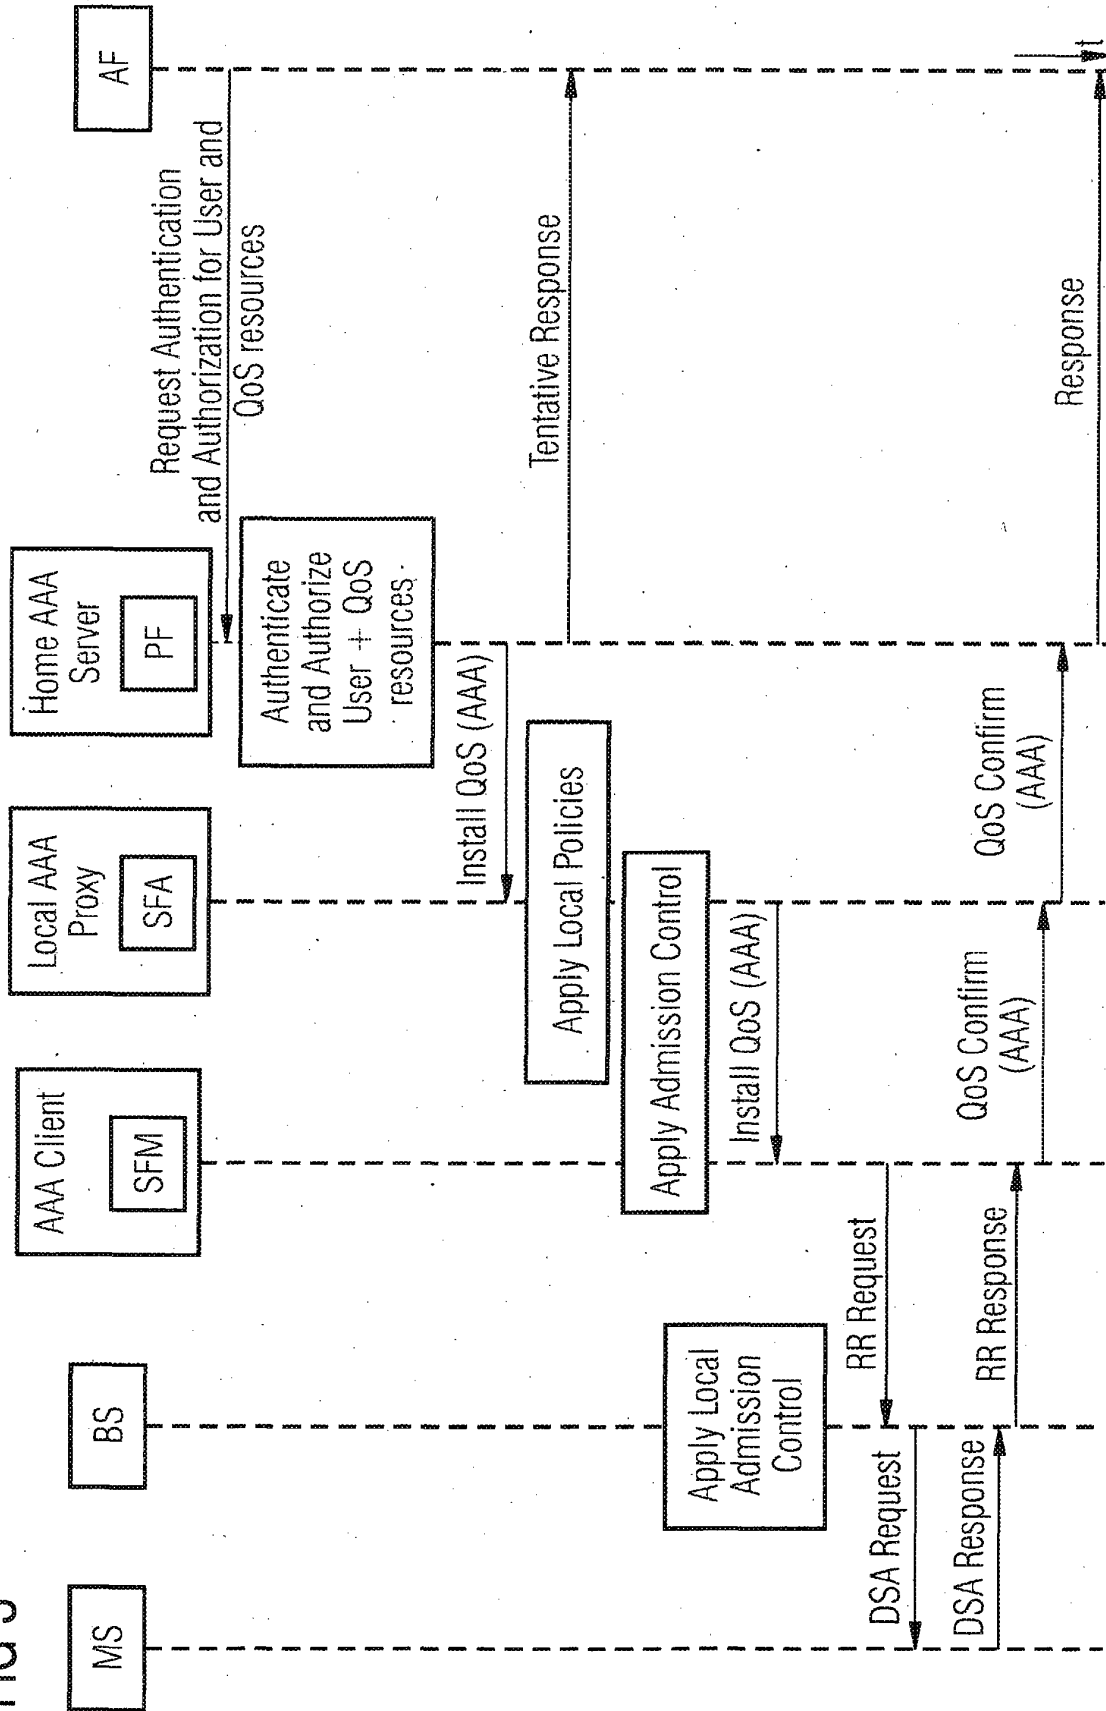 FIG 3
MS
BS
AAA Client
SFM
Local AAA
Proxy
SFA
Home AAA
Server
PF
AF
Request Authentication
and Authorization for User and
QoS resources
Authenticate
and Authorize
User + QoS
resources.
Install QoS (AAA)
Tentative Response
Apply Local Policies
Apply Admission Control
Install QoS (AAA)
Apply Local
Admission
Control
RR Request
DSA Request
DSA Response
RR Response
QoS Confirm
(AAA)
QoS Confirm
(AAA)
Response
t